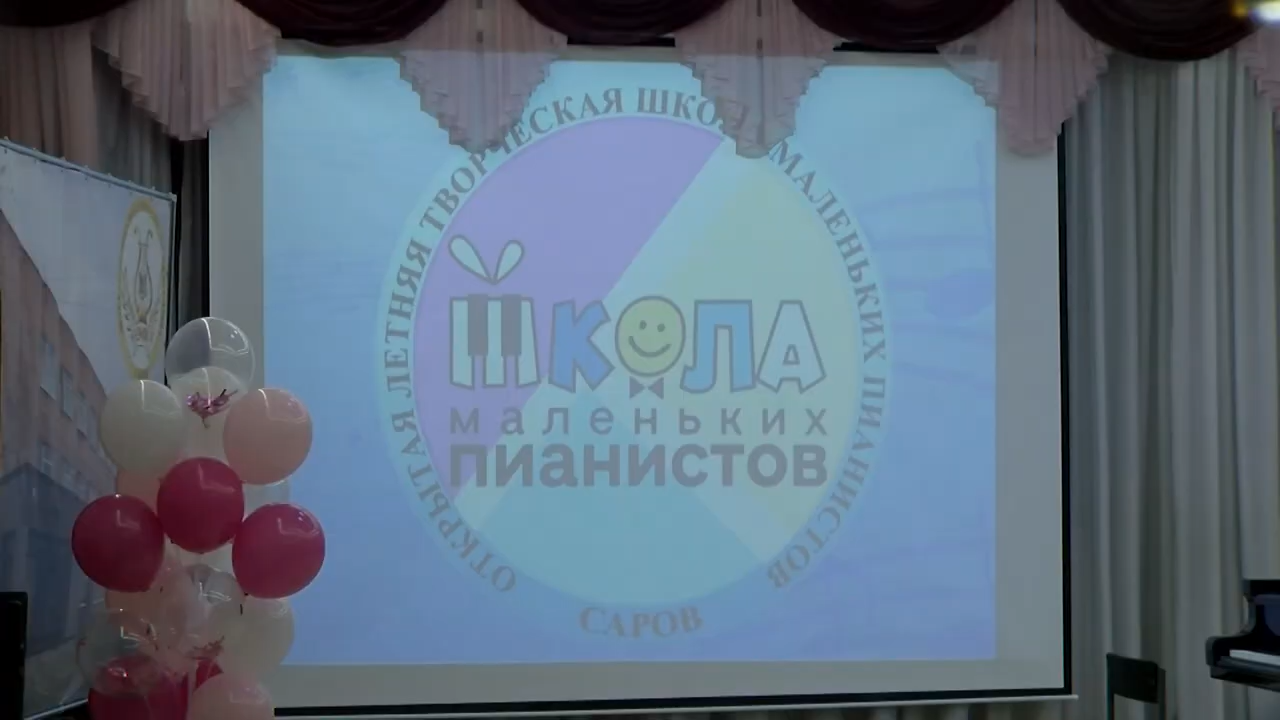 ОТКРЫТАЯ ЛЕТНЯЯ ТВОРЧЕСКАЯ ШКОЛА МАЛЕНЬКИХ ПИАНИСТОВ
ШКОЛА
маленьких
ПИАНИСТОВ
САРОВ